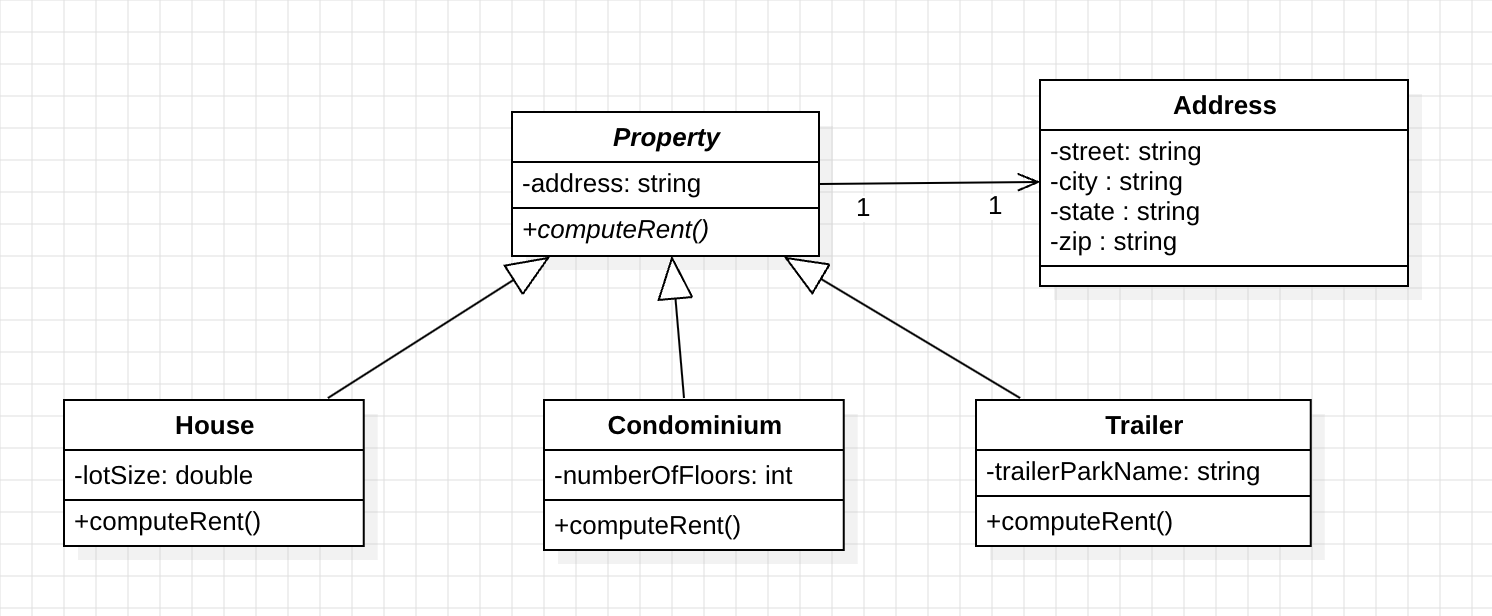 Property
-address: string
+computeRent()
1
1
Address
-street: string
-city : string
-state : string
-zip : string
House
-lotSize: double
+computeRent()
Condominium
-numberOfFloors: int
+computeRent()
Trailer
-trailerParkName: string
+computeRent()